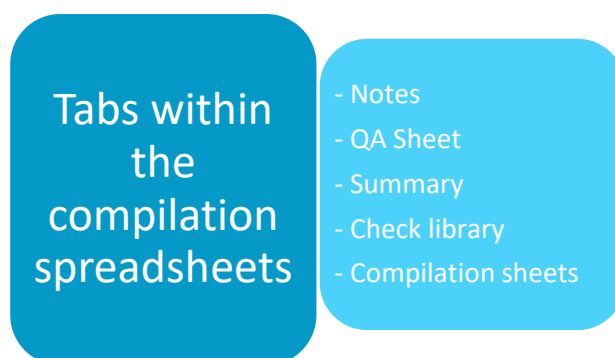 Tabs within
the
compilation
spreadsheets
- Notes
- QA Sheet
- Summary
- Check library
- Compilation sheets